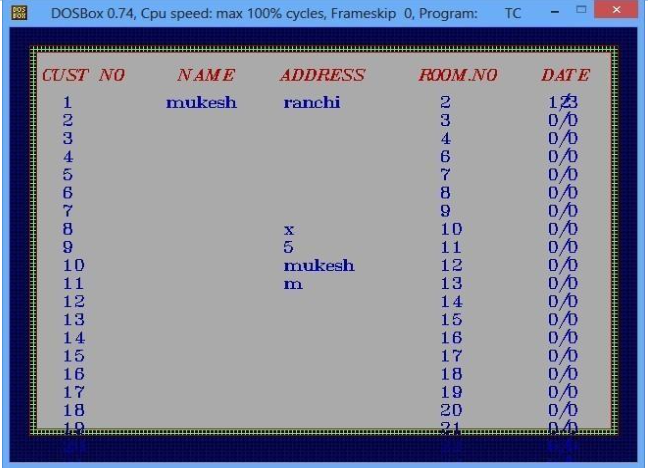 DOSBox 0.74, Cpu speed: max 100% cycles, Frameskip 0, Program: TC
CUST NO NAME ADDRESS ROOM.NO DATE
1 mukesh ranchi 2
2 3 0/0
3 4 0/0
4 6 0/0
5 7 0/0
6 8 0/0
7 9 0/0
8 x 10 0/0
9 5 11 0/0
10 mukesh 12 0/0
11 m 13 0/0
12 14 0/0
13 15 0/0
14 16 0/0
15 17 0/0
16 18 0/0
17 19 0/0
18 20 0/0
19 21 0/0